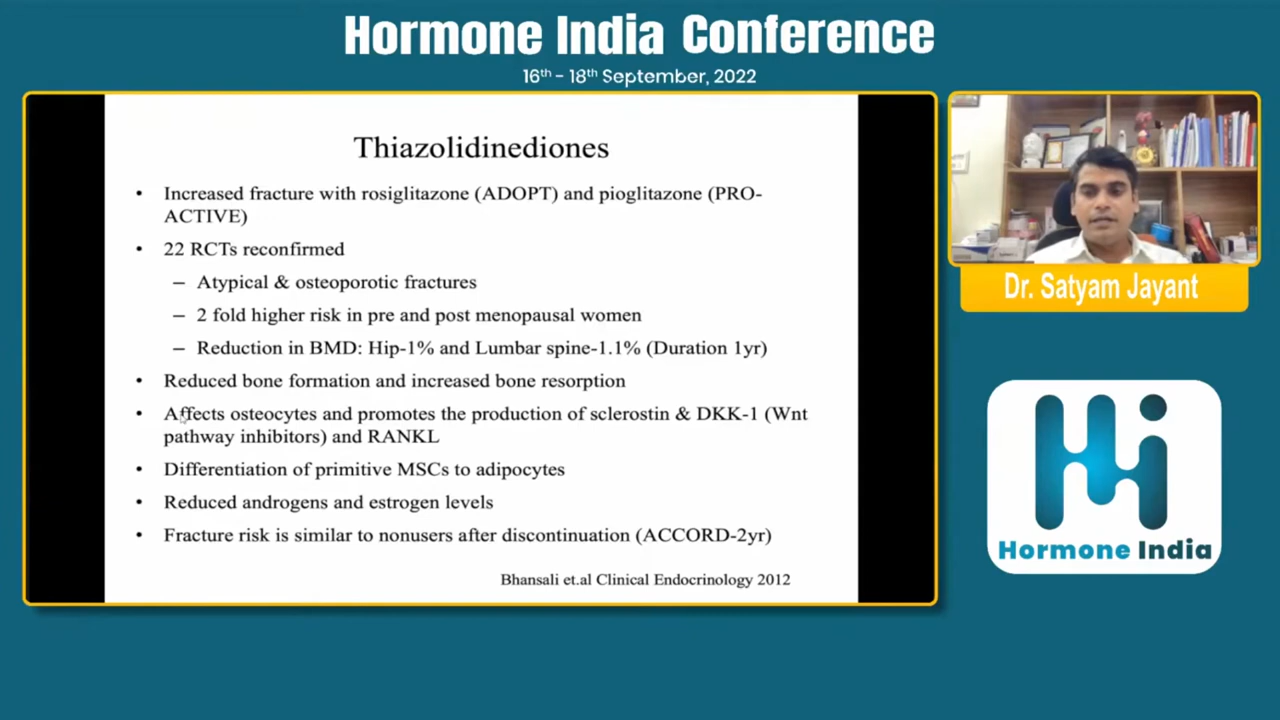 Hormone India Conference
16th - 18th September, 2022
Thiazolidinediones
• Increased fracture with rosiglitazone (ADOPT) and pioglitazone (PRO-
ACTIVE)
• 22 RCTs reconfirmed
– Atypical & osteoporotic fractures
– 2 fold higher risk in pre and post menopausal women
– Reduction in BMD: Hip-1% and Lumbar spine-1.1% (Duration 1yr)
• Reduced bone formation and increased bone resorption
• Affects osteocytes and promotes the production of sclerostin & DKK-1 (Wnt
pathway inhibitors) and RANKL
• Differentiation of primitive MSCs to adipocytes
• Reduced androgens and estrogen levels
• Fracture risk is similar to nonusers after discontinuation (ACCORD-2yr)
Bhansali et.al Clinical Endocrinology 2012
Dr. Satyam Jayant
Hormone India